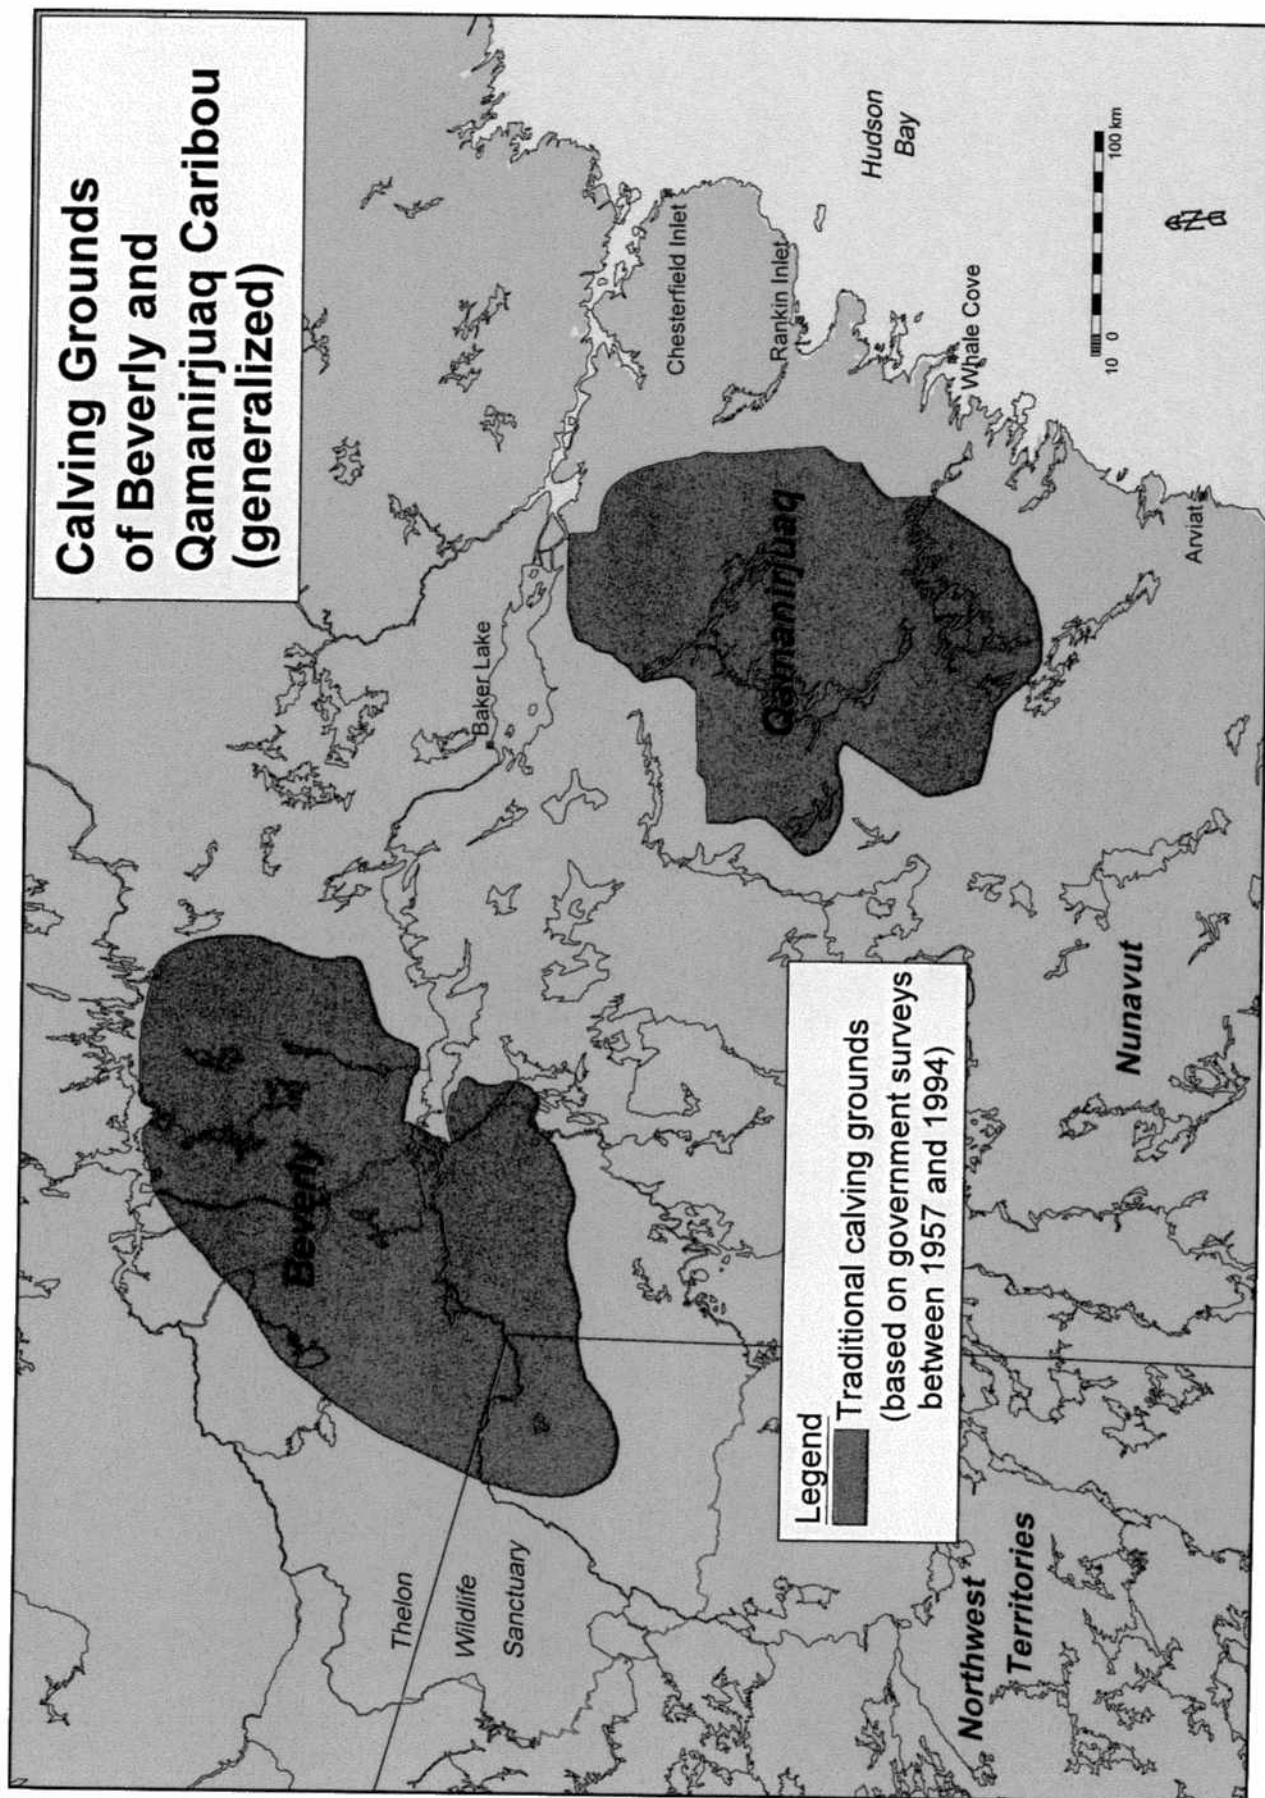 Calving Grounds
of Beverly and
Qamanirjuaq Caribou
(generalized)
Baker Lake
Chesterfield Inlet
Rankin Inlet
Hudson
Bay
Whale Cove
Arviat
Beverly
Qamanirjuaq
Thelon
Wildlife
Sanctuary
Northwest
Territories
Nunavut
Legend
Traditional calving grounds
(based on government surveys
between 1957 and 1994)
10 0 100 km
N